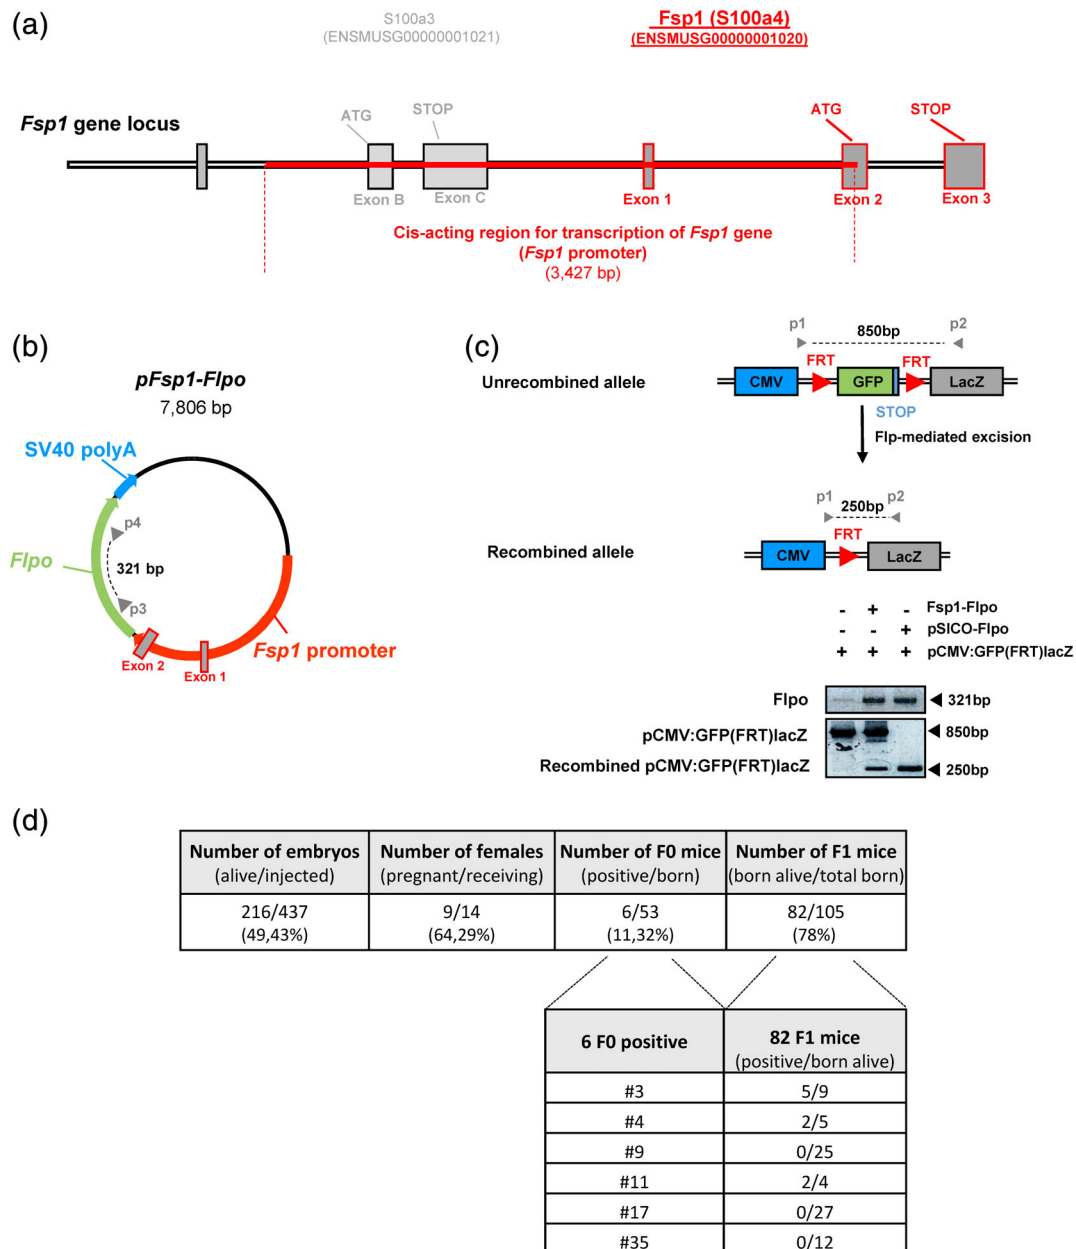 (a)
S100a3
(ENSMUSG00000001021)
Fsp1 (S100a4)
(ENSMUSG00000001020)
Fsp1 gene locus
ATG
STOP
ATG
STOP
Exon B
Exon C
Exon 1
Exon 2
Exon 3
Cis-acting region for transcription of Fsp1 gene
(Fsp1 promoter)
(3,427 bp)
(b)
pFsp1-Flpo
7,806 bp
SV40 polyA
p4
Flpo
321 bp
p3
Exon 2
Exon 1
Fsp1 promoter
(c)
p1
850bp
p2
Unrecombined allele
CMV
FRT
GFP
FRT
LacZ
STOP
Flp-mediated excision
p1
250bp
p2
Recombined allele
CMV
FRT
LacZ
- + - Fsp1-Flpo
- - + pSICO-Flpo
+ + + pCMV:GFP(FRT)lacZ
Flpo
321bp
pCMV:GFP(FRT)lacZ
850bp
Recombined pCMV:GFP(FRT)lacZ
250bp
(d)
Number of embryos Number of females Number of F0 mice Number of F1 mice
(alive/injected) (pregnant/receiving) (positive/born) (born alive/total born)
216/437 9/14 6/53 82/105
(49,43%) (64,29%) (11,32%) (78%)
6 F0 positive
82 F1 mice
(positive/born alive)
#3 5/9
#4 2/5
#9 0/25
#11 2/4
#17 0/27
#35 0/12